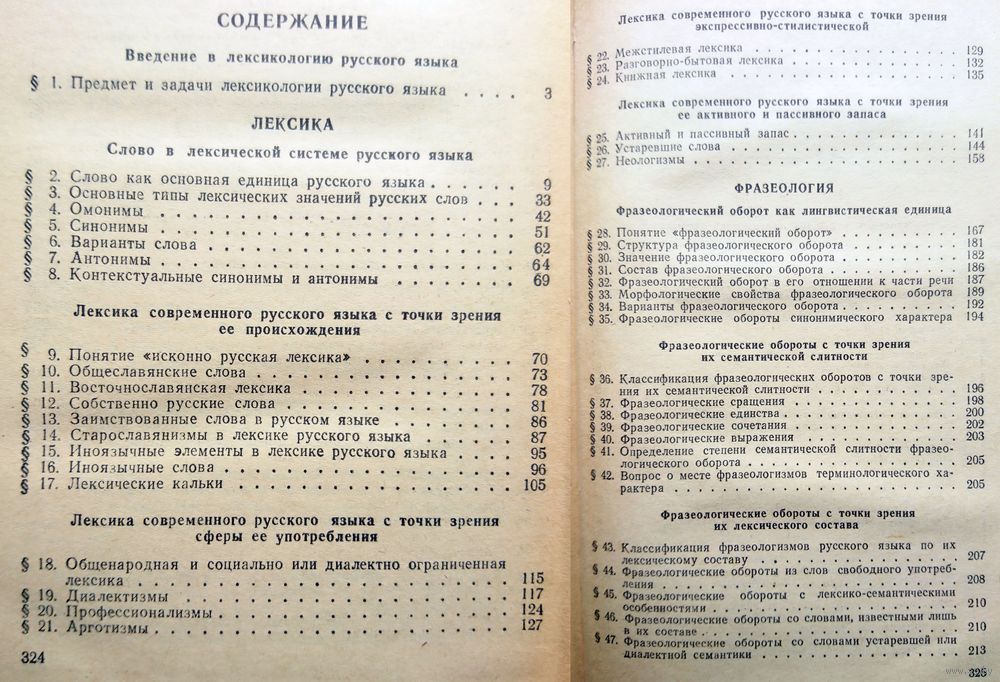 СОДЕРЖАНИЕ
Введение в лексикологию русского языка
§ 1. Предмет и задачи лексикологии русского языка . . . . 3
ЛЕКСИКА
Слово в лексической системе русского языка
§ 2. Слово как основная единица русского языка . . . . . . 9
§ 3. Основные типы лексических значений русских слов . . . 33
§ 4. Омонимы . . . . . . . . . . 42
§ 5. Синонимы . . . . . . . . . . 51
§ 6. Варианты слова . . . . . . . . . . 62
§ 7. Антонимы . . . . . . . . . . 64
§ 8. Контекстуальные синонимы и антонимы . . . . . . . 69
Лексика современного русского языка с точки зрения
ее происхождения
§ 9. Понятие «исконно русская лексика» . . . . . . . . 70
§ 10. Общеславянские слова . . . . . . . . . . 73
§ 11. Восточнославянская лексика . . . . . . . . . . 78
§ 12. Собственно русские слова . . . . . . . . . . 81
§ 13. Заимствованные слова в русском языке . . . . . . . 86
§ 14. Старославянизмы в лексике русского языка . . . . . 87
§ 15. Иноязычные элементы в лексике русского языка . . . . 95
§ 16. Иноязычные слова . . . . . . . . . . 96
§ 17. Лексические кальки . . . . . . . . . . 105
Лексика современного русского языка с точки зрения
сферы ее употребления
§ 18. Общенародная и социально или диалектно ограниченная
лексика . . . . . . . . . . 115
§ 19. Диалектизмы . . . . . . . . . . 117
§ 20. Профессионализмы . . . . . . . . . . 124
§ 21. Арготизмы . . . . . . . . . . 127
324
Лексика современного русского языка с точки зрения
экспрессивно-стилистической
§ 22. Межстилевая лексика . . . . . . . . . . 129
§ 23. Разговорно-бытовая лексика . . . . . . . . . . 132
§ 24. Книжная лексика . . . . . . . . . . 135
Лексика современного русского языка с точки зрения
ее активного и пассивного запаса
§ 25. Активный и пассивный запас . . . . . . . . . . 141
§ 26. Устаревшие слова . . . . . . . . . . 144
§ 27. Неологизмы . . . . . . . . . . 158
ФРАЗЕОЛОГИЯ
Фразеологический оборот как лингвистическая единица
§ 28. Понятие «фразеологический оборот» . . . . . . . . 167
§ 29. Структура фразеологического оборота . . . . . . . . 181
§ 30. Значение фразеологического оборота . . . . . . . . 182
§ 31. Состав фразеологического оборота . . . . . . . . 186
§ 32. Фразеологический оборот в его отношении к части речи 187
§ 33. Морфологические свойства фразеологического оборота 189
§ 34. Варианты фразеологического оборота . . . . . . . . 192
§ 35. Фразеологические обороты синонимического характера 194
Фразеологические обороты с точки зрения
их семантической слитности
§ 36. Классификация фразеологических оборотов с точки зре-
ния их семантической слитности . . . . . . . . 196
§ 37. Фразеологические сращения . . . . . . . . . . 198
§ 38. Фразеологические единства . . . . . . . . . . 200
§ 39. Фразеологические сочетания . . . . . . . . . . 202
§ 40. Фразеологические выражения . . . . . . . . . . 203
§ 41. Определение степени семантической слитности фразео-
логического оборота . . . . . . . . . . 205
§ 42. Вопрос о месте фразеологизмов терминологического ха-
рактера . . . . . . . . . . 205
Фразеологические обороты с точки зрения
их лексического состава
§ 43. Классификация фразеологизмов русского языка по их
лексическому составу . . . . . . . . . . 207
§ 44. Фразеологические обороты из слов свободного употреб-
ления . . . . . . . . . . 208
§ 45. Фразеологические обороты с лексико-семантическими
особенностями . . . . . . . . . . 210
§ 46. Фразеологические обороты со словами, известными лишь
в их составе . . . . . . . . . . 210
§ 47. Фразеологические обороты со словами устаревшей или
диалектной семантики . . . . . . . . . . 213
325